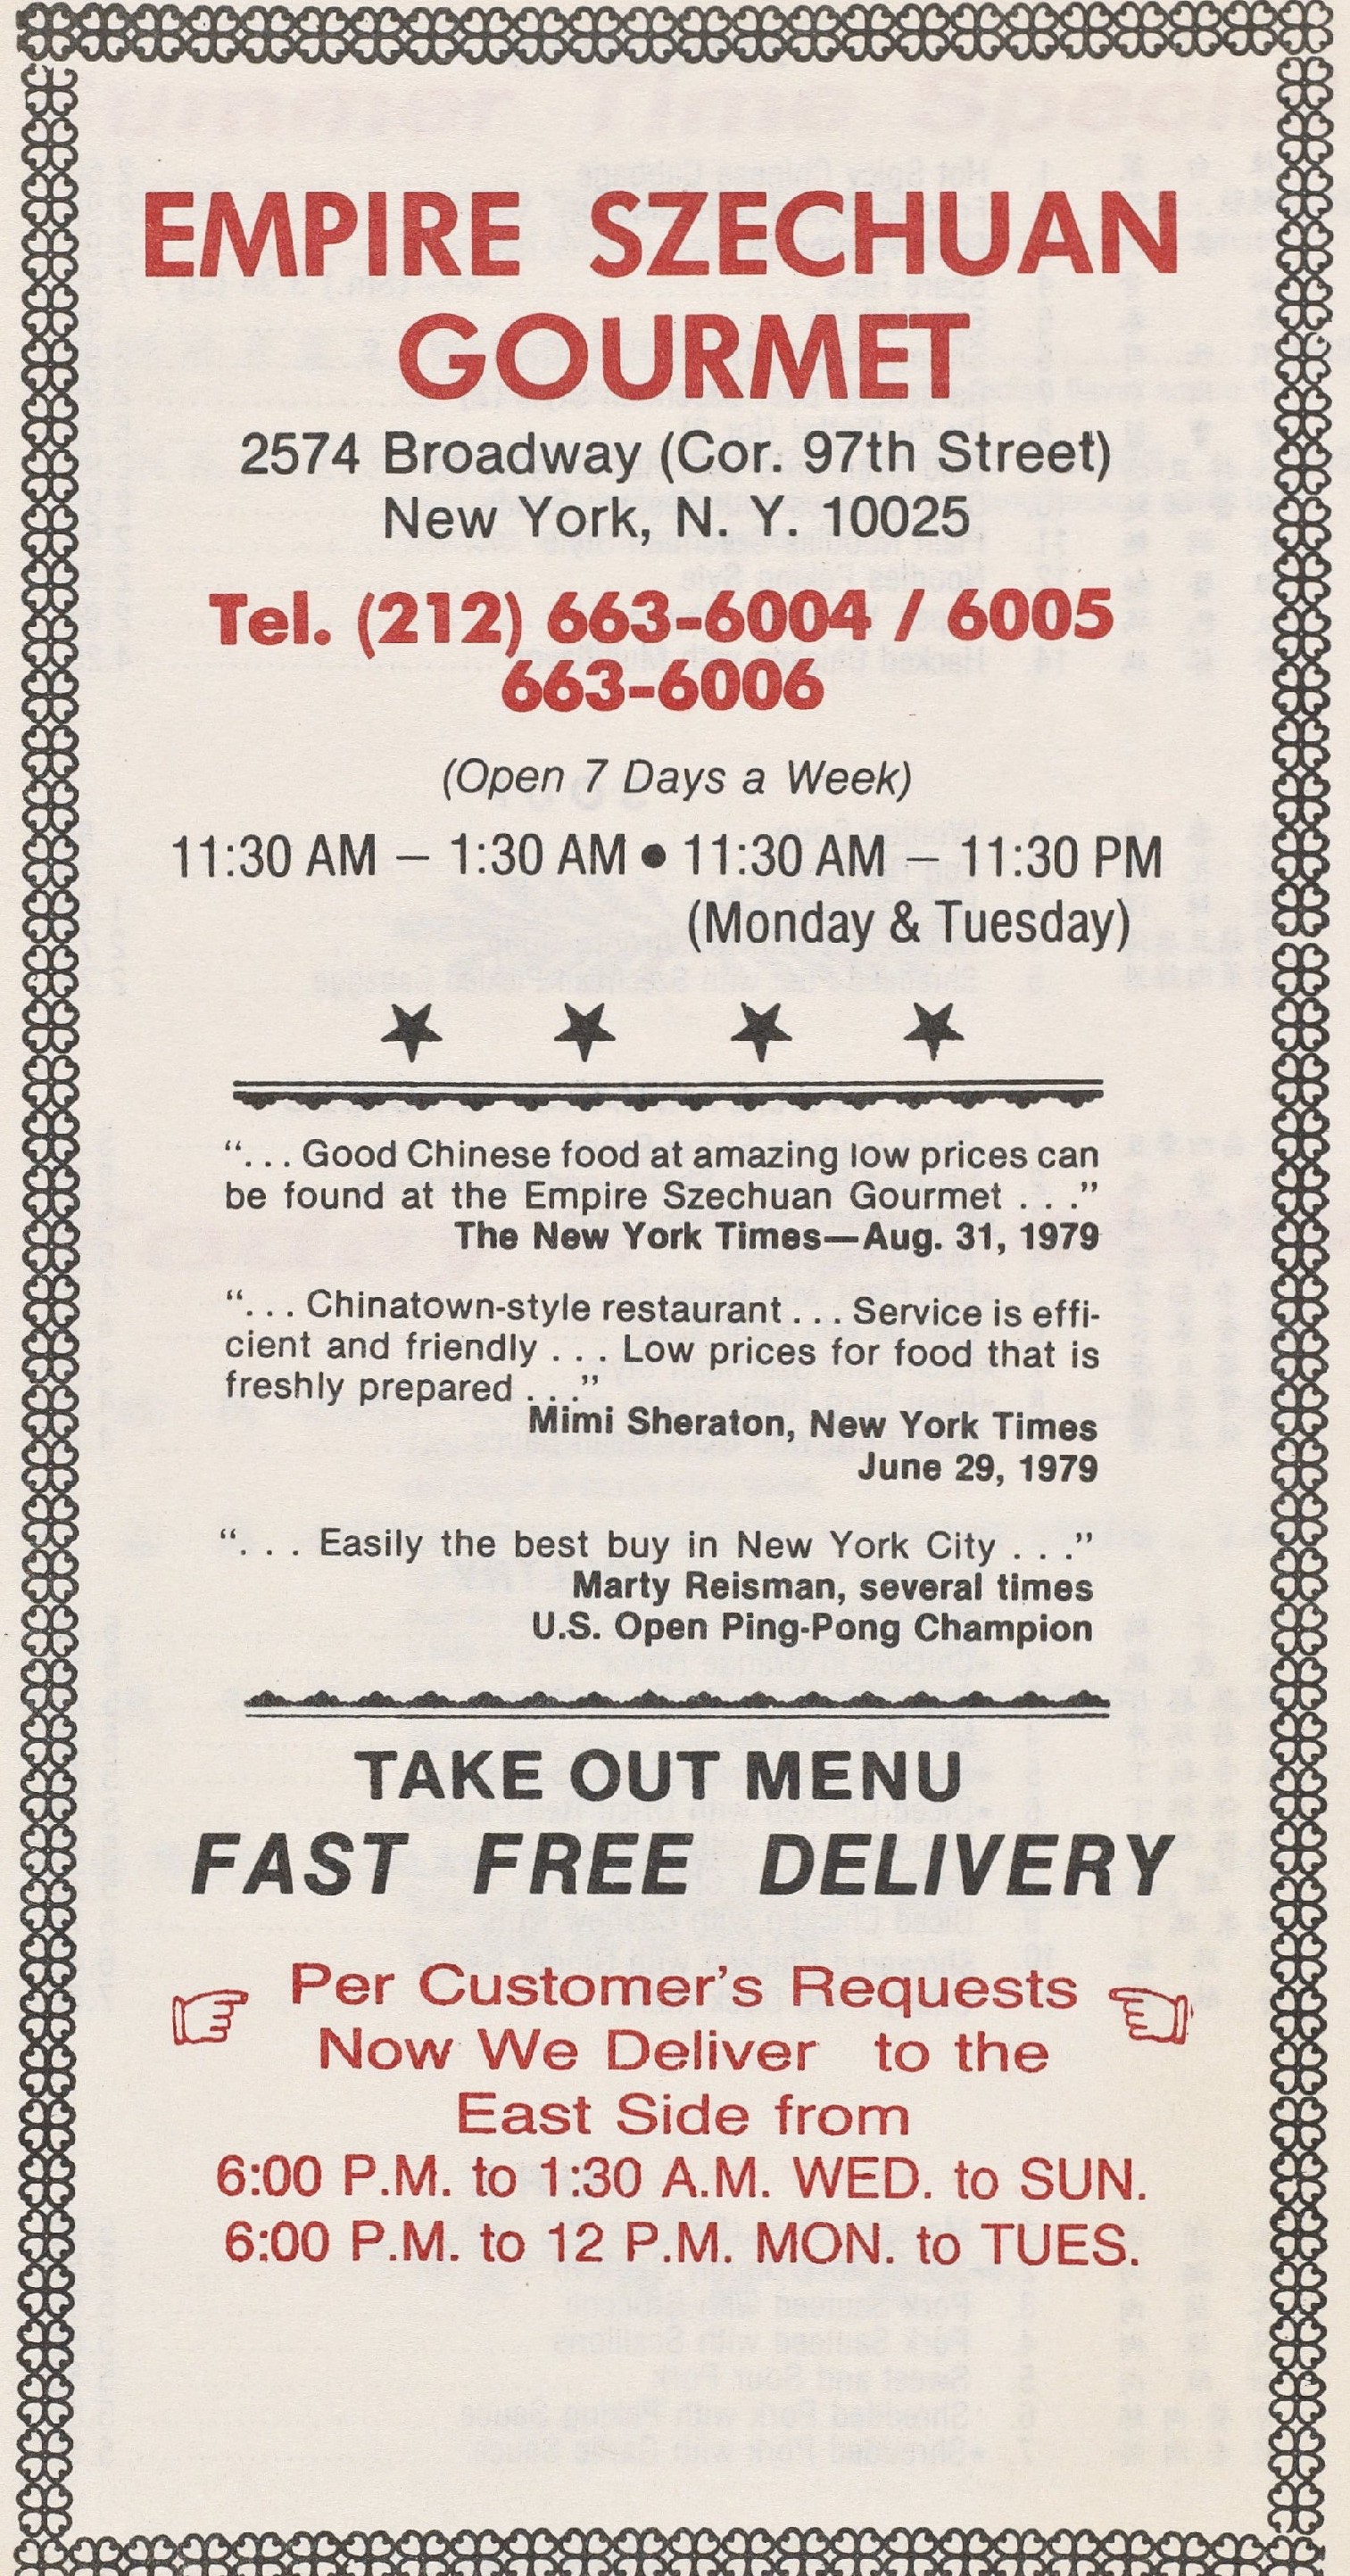 EMPIRE SZECHUAN
GOURMET
2574 Broadway (Cor. 97th Street)
New York, N. Y. 10025
Tel. (212) 663-6004 / 6005
663-6006
(Open 7 Days a Week)
11:30 AM – 1:30 AM ● 11:30 AM – 11:30 PM
(Monday & Tuesday)
“. . . Good Chinese food at amazing low prices can
be found at the Empire Szechuan Gourmet . . .”
The New York Times—Aug. 31, 1979
“. . . Chinatown-style restaurant . . . Service is effi-
cient and friendly . . . Low prices for food that is
freshly prepared . . .”
Mimi Sheraton, New York Times
June 29, 1979
“. . . Easily the best buy in New York City . . .”
Marty Reisman, several times
U.S. Open Ping-Pong Champion
TAKE OUT MENU
FAST FREE DELIVERY
Per Customer’s Requests
Now We Deliver to the
East Side from
6:00 P.M. to 1:30 A.M. WED. to SUN.
6:00 P.M. to 12 P.M. MON. to TUES.